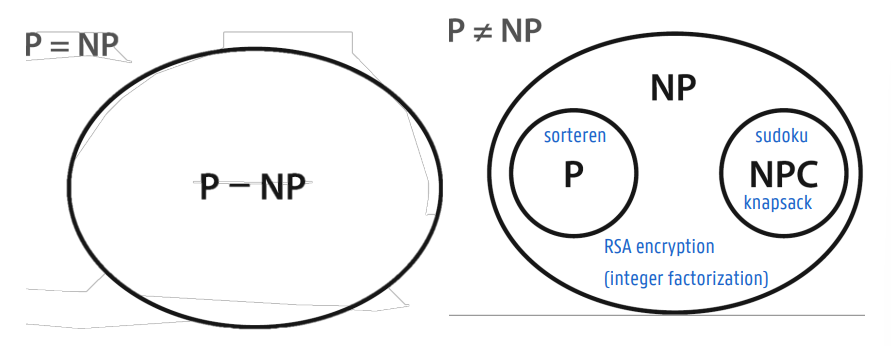 P = NP
P – NP
P ≠ NP
NP
sorteren
P
sudoku
NPC
knapsack
RSA encryption
(integer factorization)